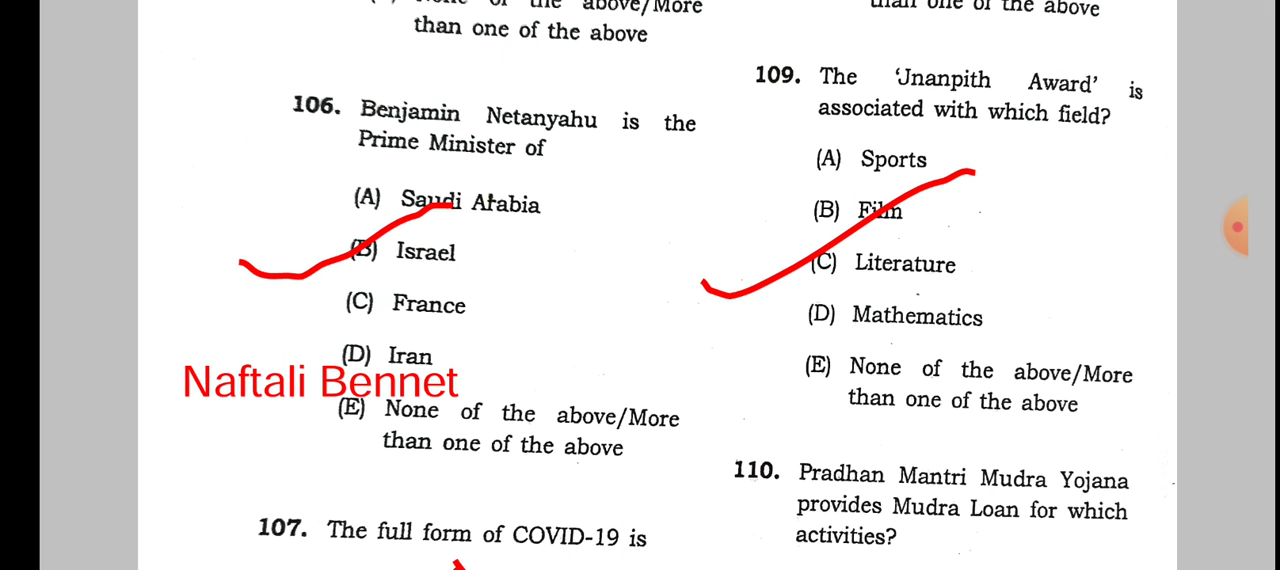 None of the above/More
than one of the above
106. Benjamin Netanyahu is the
Prime Minister of
(A) Saudi Arabia
(B) Israel
(C) France
(D) Iran
Naftali Bennet
(E) None of the above/More
than one of the above
107. The full form of COVID-19 is
than one of the above
109. The ‘Jnanpith Award’ is
associated with which field?
(A) Sports
(B) Film
(C) Literature
(D) Mathematics
(E) None of the above/More
than one of the above
110. Pradhan Mantri Mudra Yojana
provides Mudra Loan for which
activities?